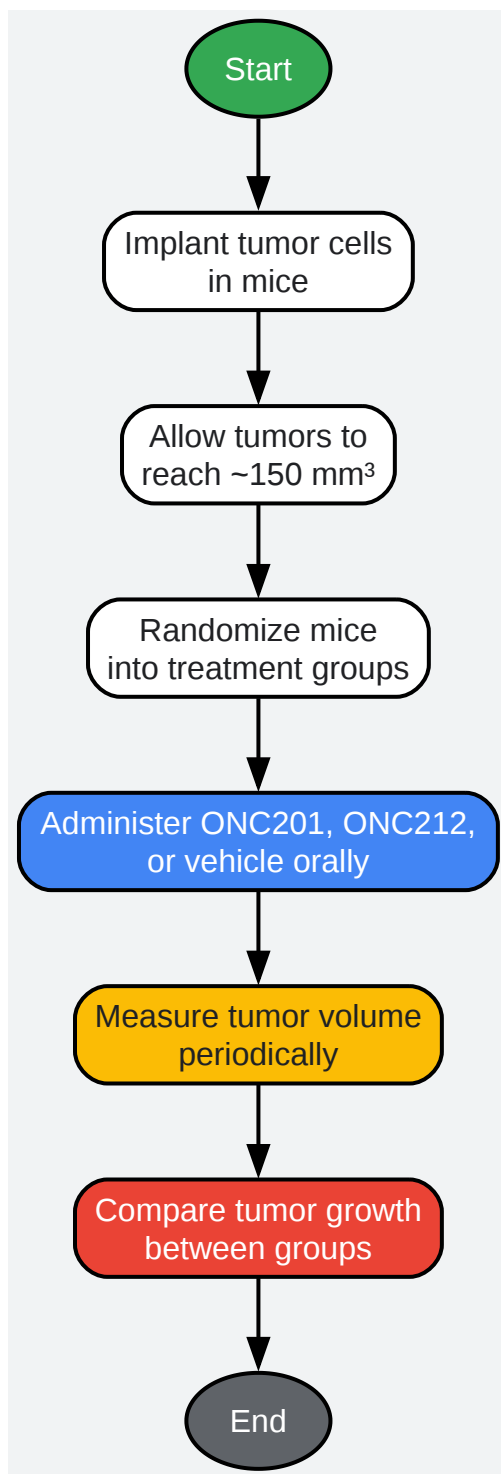 Start
Implant tumor cells
in mice
Allow tumors to
reach ~150 mm³
Randomize mice
into treatment groups
Administer ONC201, ONC212,
or vehicle orally
Measure tumor volume
periodically
Compare tumor growth
between groups
End